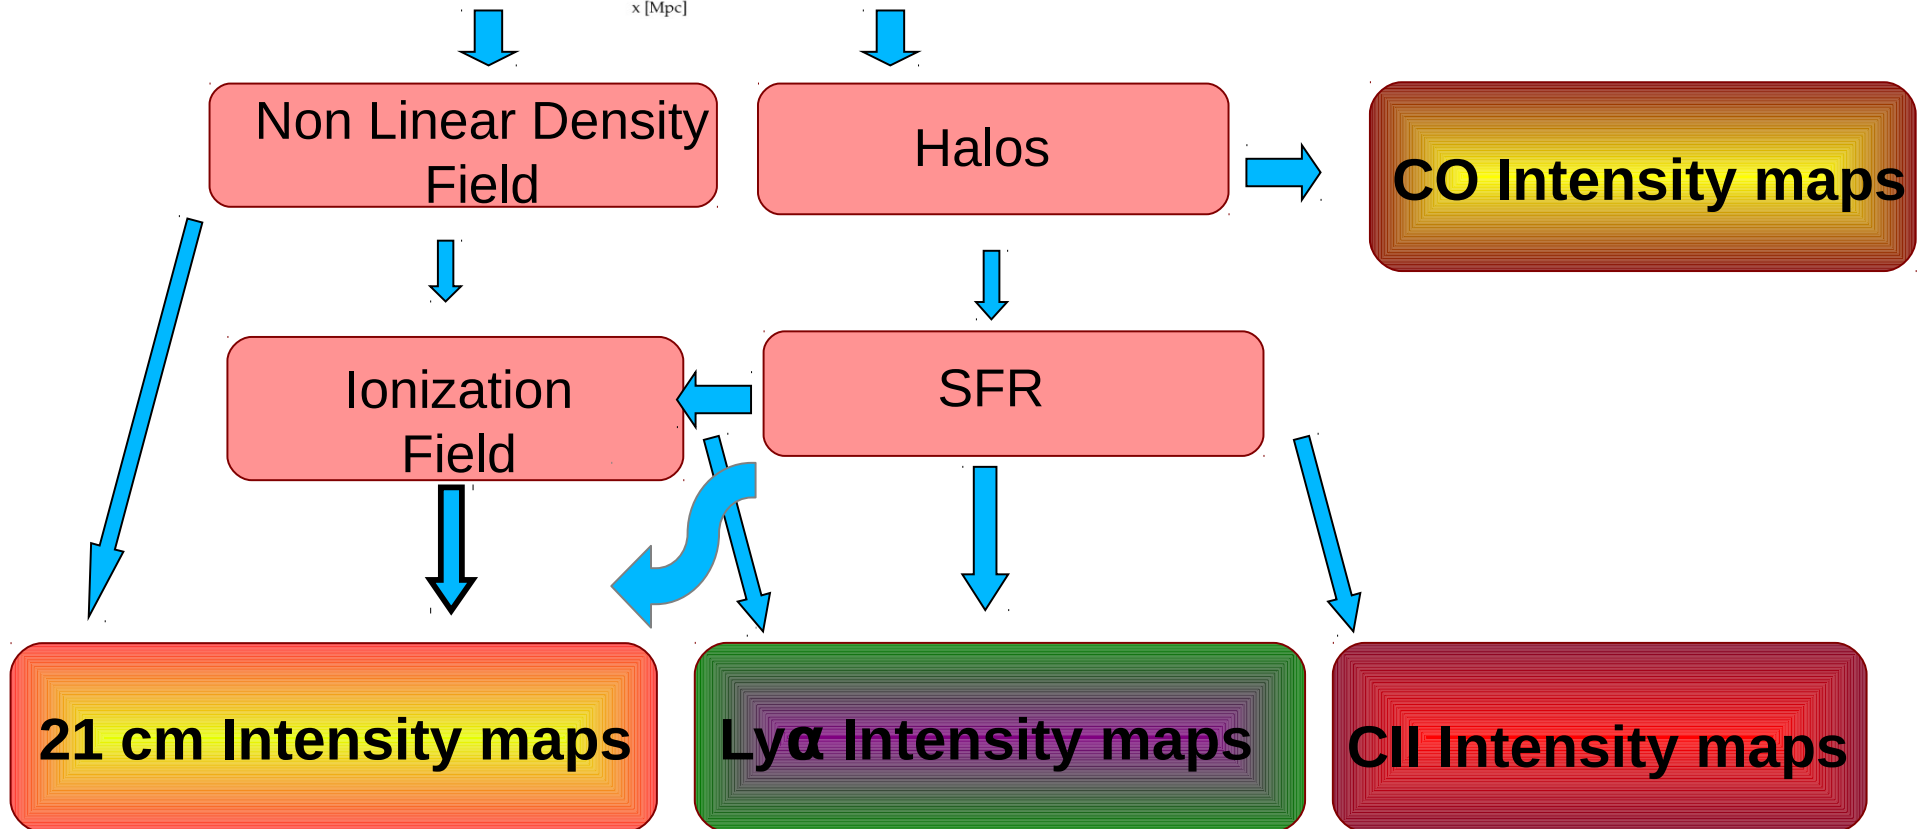 x [Mpc]
Non Linear Density
Field
Halos
CO Intensity maps
Ionization
Field
SFR
21 cm Intensity maps
Lyα Intensity maps
CII Intensity maps